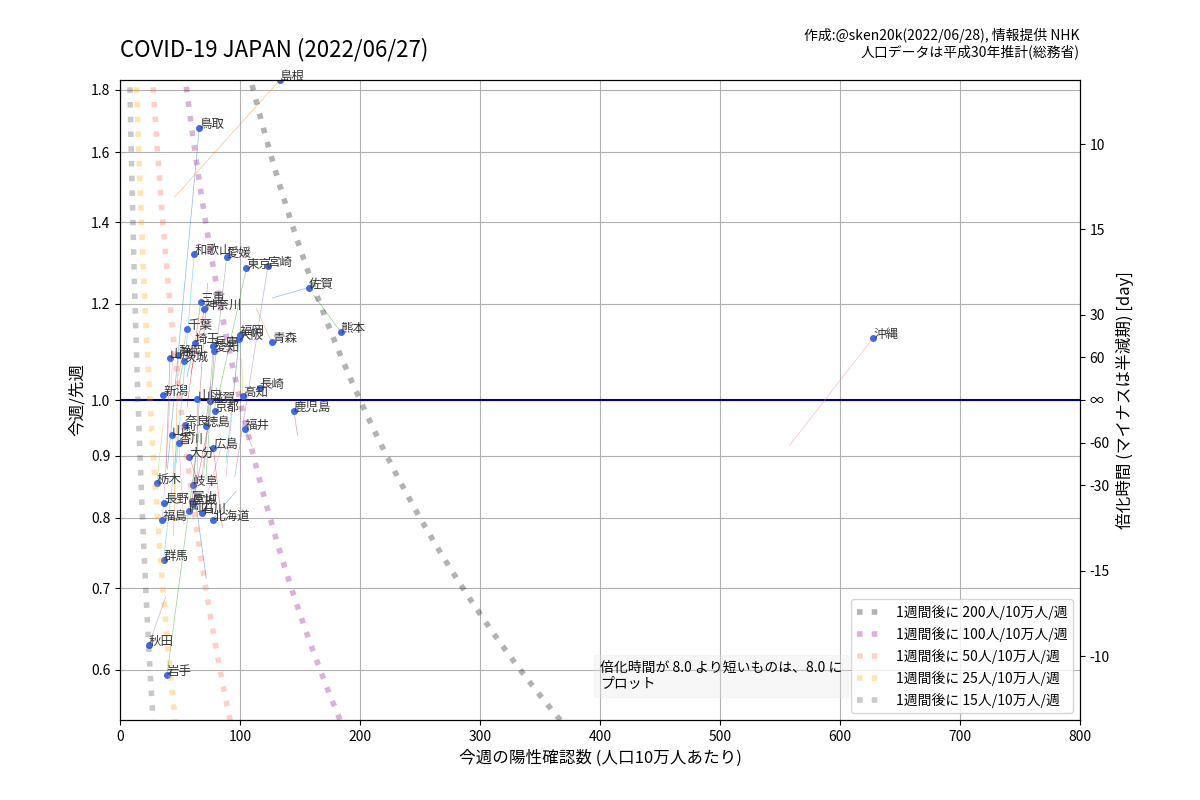 COVID-19 JAPAN (2022/06/27)
作成:@sken20k(2022/06/28), 情報提供 NHK
人口データは平成30年推計(総務省)
今週/先週
1.8
1.6
1.4
1.2
1.0
0.9
0.8
0.7
0.6
島根
鳥取
和歌山
愛媛
東京
宮崎
佐賀
三重
神奈川
千葉
熊本
沖縄
福岡
大阪
青森
埼玉
兵庫
愛知
静岡
茨城
長崎
新潟
高知
山口
滋賀
京都
鹿児島
奈良
徳島
福井
山梨
香川
広島
大分
栃木
岐阜
長野
富山
宮城
岡山
石川
福島
北海道
群馬
秋田
岩手
10
15
30
60
∞
-60
-30
-15
-10
倍化時間 (マイナスは半減期) [day]
倍化時間が 8.0 より短いものは、8.0 に
プロット
1週間後に 200人/10万人/週
1週間後に 100人/10万人/週
1週間後に 50人/10万人/週
1週間後に 25人/10万人/週
1週間後に 15人/10万人/週
0 100 200 300 400 500 600 700 800
今週の陽性確認数 (人口10万人あたり)